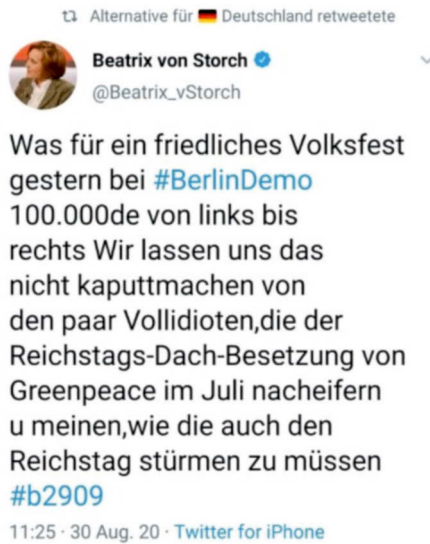 Alternative für 🇩🇪 Deutschland retweetete
Beatrix von Storch
@Beatrix_vStorch
Was für ein friedliches Volksfest
gestern bei #BerlinDemo
100.000de von links bis
rechts Wir lassen uns das
nicht kaputtmachen von
den paar Vollidioten,die der
Reichstags-Dach-Besetzung von
Greenpeace im Juli nacheifern
u meinen,wie die auch den
Reichstag stürmen zu müssen
#b2909
11:25 · 30 Aug. 20 · Twitter for iPhone